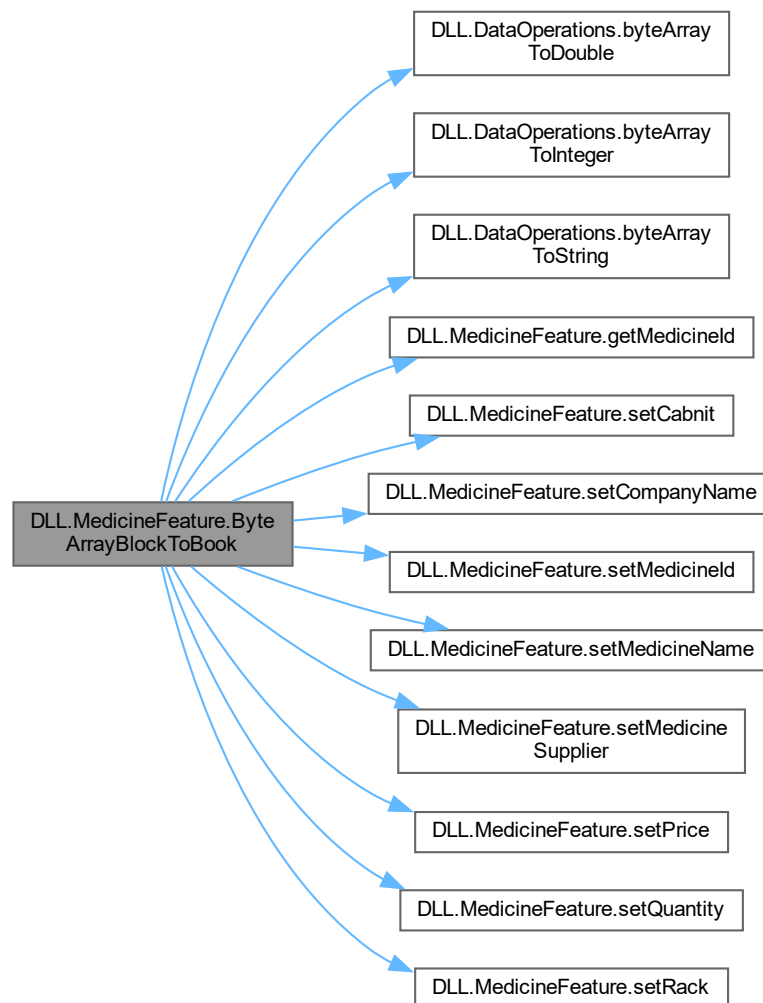 DLL.DataOperations.byteArray
ToDouble
DLL.DataOperations.byteArray
ToInteger
DLL.DataOperations.byteArray
ToString
DLL.MedicineFeature.getMedicineId
DLL.MedicineFeature.setCabnit
DLL.MedicineFeature.setCompanyName
DLL.MedicineFeature.Byte
ArrayBlockToBook
DLL.MedicineFeature.setMedicineId
DLL.MedicineFeature.setMedicineName
DLL.MedicineFeature.setMedicine
Supplier
DLL.MedicineFeature.setPrice
DLL.MedicineFeature.setQuantity
DLL.MedicineFeature.setRack